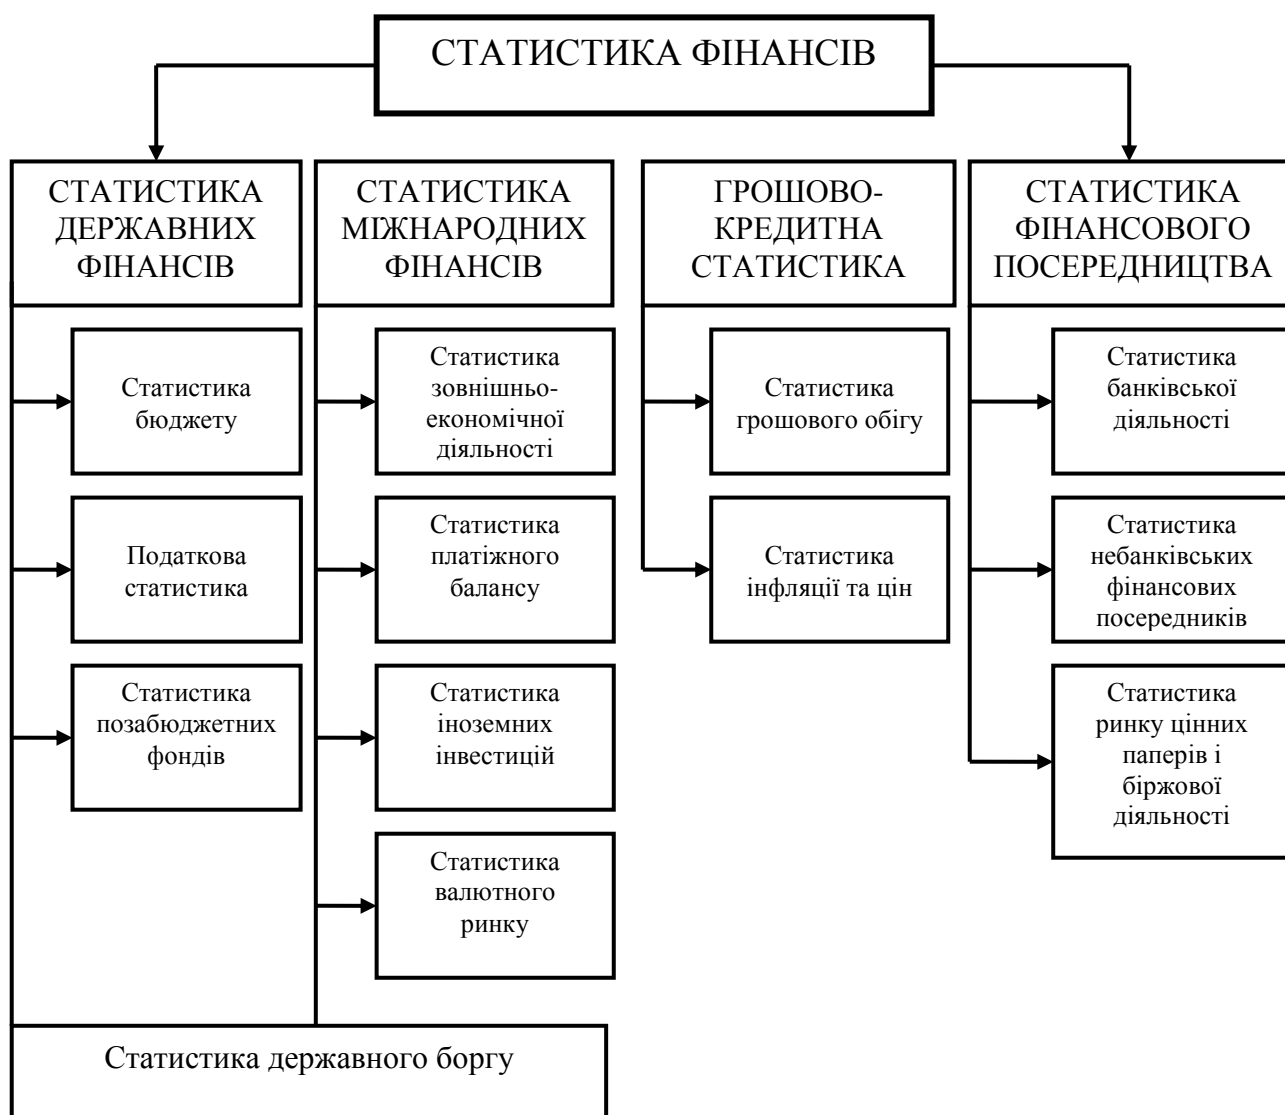 СТАТИСТИКА ФІНАНСІВ
СТАТИСТИКА
ДЕРЖАВНИХ
ФІНАНСІВ
СТАТИСТИКА
МІЖНАРОДНИХ
ФІНАНСІВ
ГРОШОВО-
КРЕДИТНА
СТАТИСТИКА
СТАТИСТИКА
ФІНАНСОВОГО
ПОСЕРЕДНИЦТВА
Статистика
бюджету
Статистика
зовнішньо-
економічної
діяльності
Статистика
грошового обігу
Статистика
банківської
діяльності
Податкова
статистика
Статистика
платіжного
балансу
Статистика
інфляції та цін
Статистика
небанківських
фінансових
посередників
Статистика
позабюджетних
фондів
Статистика
іноземних
інвестицій
Статистика
ринку цінних
паперів і
біржової
діяльності
Статистика
валютного
ринку
Статистика державного боргу